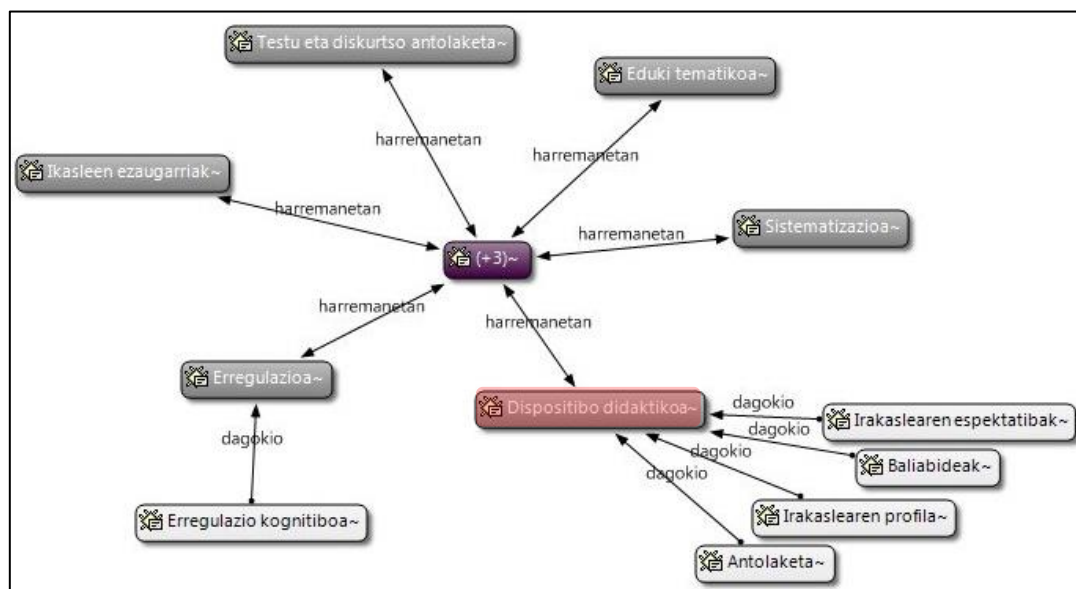 Testu eta diskurtso antolaketa~
Eduki tematikoa~
harremanetan
harremanetan
Ikasleen ezaugarriak~
harremanetan
Sistematizazioa~
harremanetan
(+3)~
harremanetan
harremanetan
Erregulazioa~
Dispositibo didaktikoa~
dagokio
Irakaslearen espektatibak~
dagokio
dagokio
dagokio
Baliabideak~
dagokio
Erregulazio kognitiboa~
Irakaslearen profila~
Antolaketa~